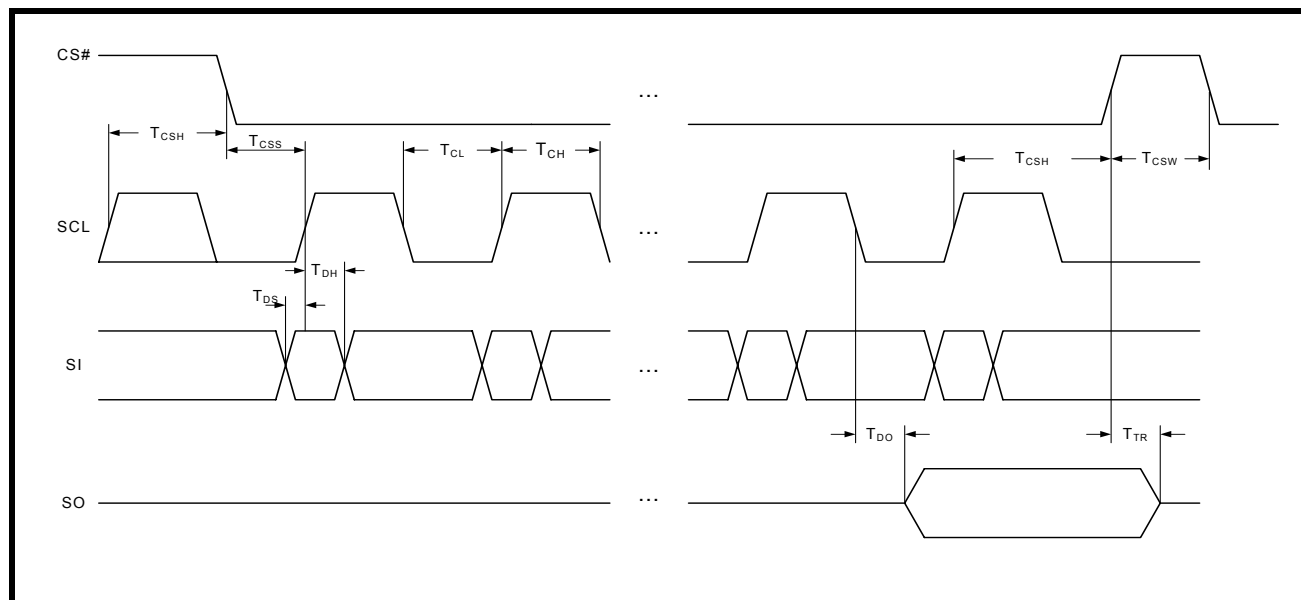 CS#
...
TCSH
TCSS
TCL
TCH
TCSH
TCSW
SCL
...
TDH
TDS
SI
...
TDO
TTR
SO
...